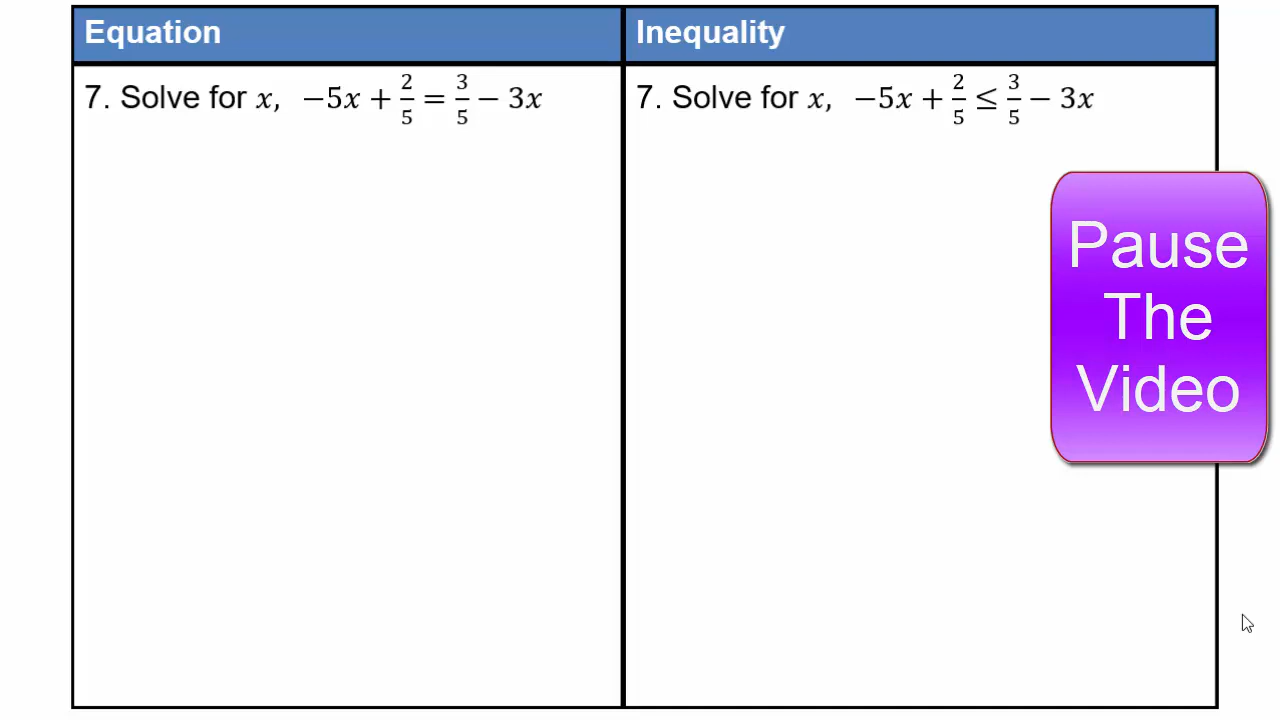 Equation
Inequality
7. Solve for x, −5x + 2/5 = 3/5 − 3x
7. Solve for x, −5x + 2/5 ≤ 3/5 − 3x
Pause
The
Video